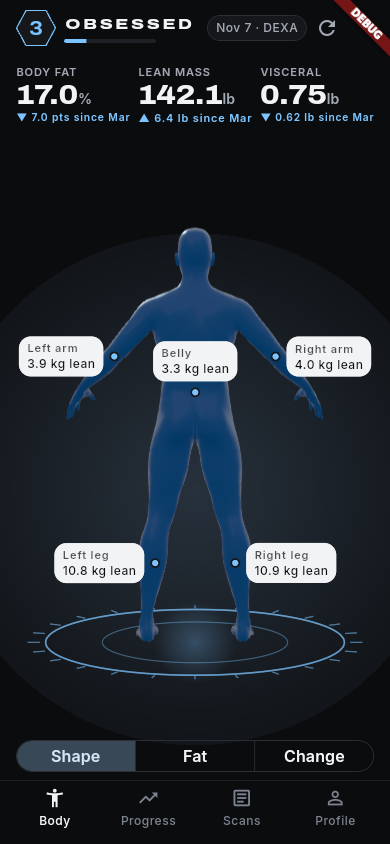 3
OBSESSED
Nov 7 · DEXA
DEBUG
BODY FAT
17.0%
▼ 7.0 pts since Mar
LEAN MASS
142.1lb
▲ 6.4 lb since Mar
VISCERAL
0.75lb
▼ 0.62 lb since Mar
Left arm
3.9 kg lean
Belly
3.3 kg lean
Right arm
4.0 kg lean
Left leg
10.8 kg lean
Right leg
10.9 kg lean
Shape
Fat
Change
Body
Progress
Scans
Profile